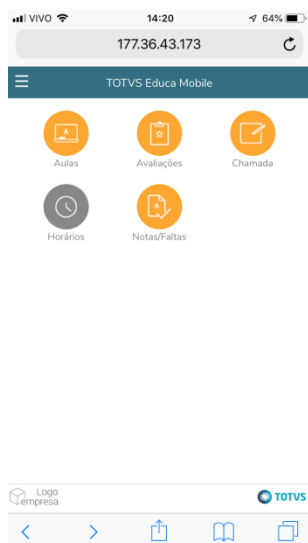 VIVO 14:20 64%
177.36.43.173
TOTVS Educa Mobile
Aulas Avaliações Chamada
Horários Notas/Faltas
Logo
empresa
TOTVS